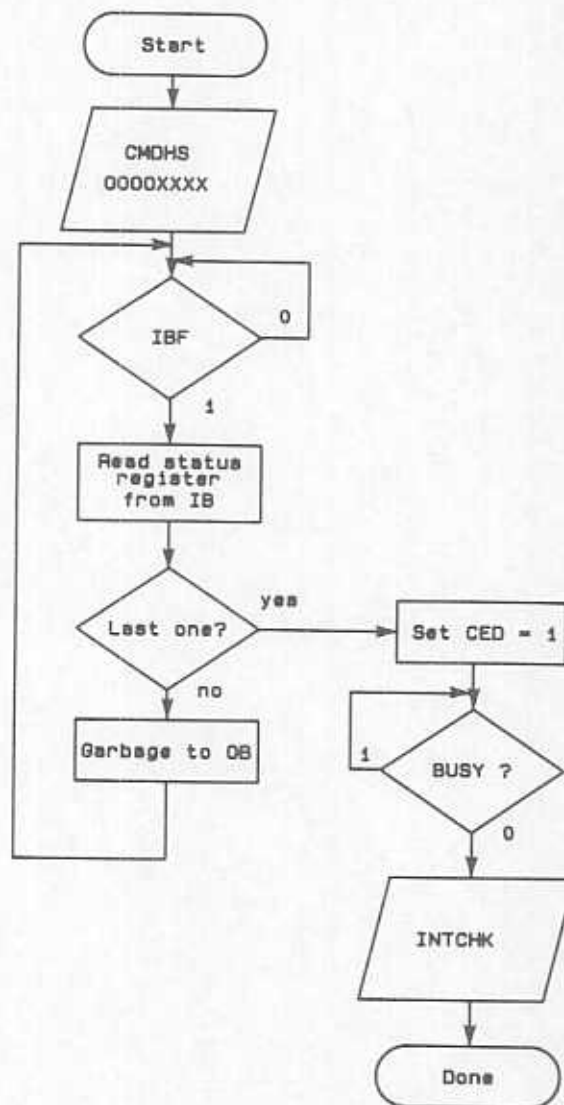 Start
CMDHS
0000XXXX
IBF
0
1
Read status
register
from IB
Last one?
yes
Set CED = 1
no
Garbage to OB
1
BUSY ?
0
INTCHK
Done